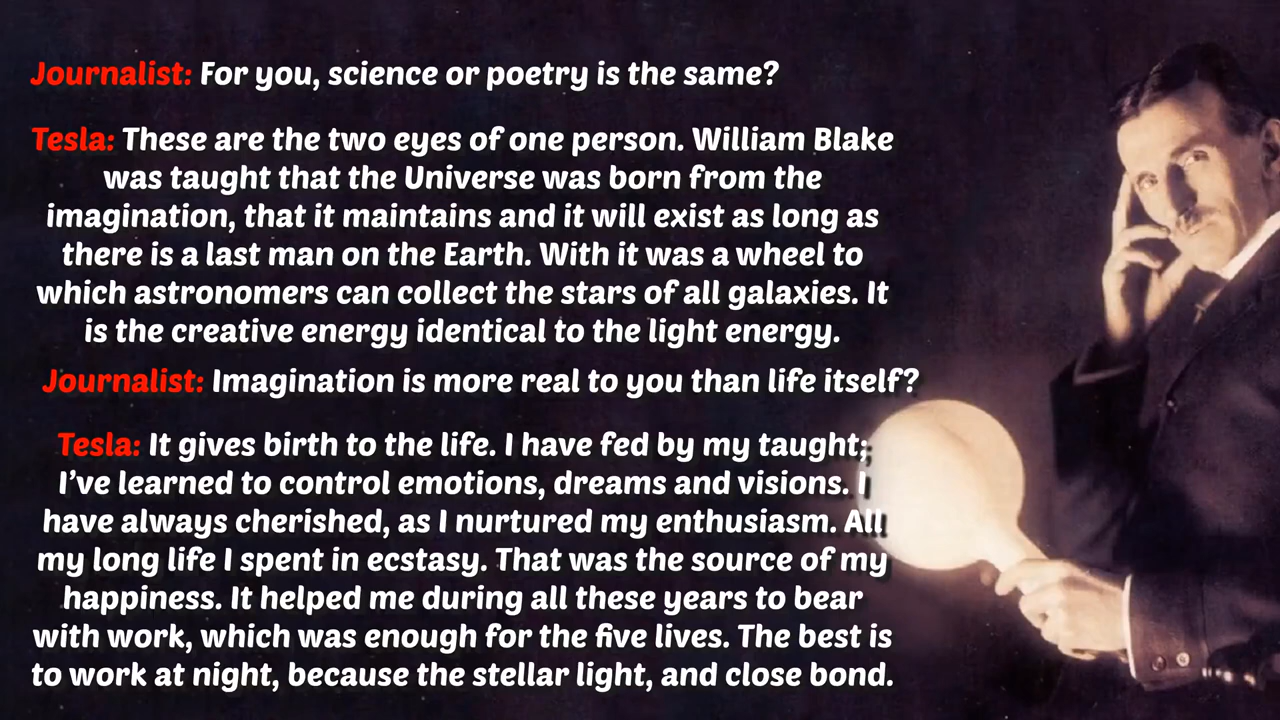 Journalist: For you, science or poetry is the same?
Tesla: These are the two eyes of one person. William Blake
was taught that the Universe was born from the
imagination, that it maintains and it will exist as long as
there is a last man on the Earth. With it was a wheel to
which astronomers can collect the stars of all galaxies. It
is the creative energy identical to the light energy.
Journalist: Imagination is more real to you than life itself?
Tesla: It gives birth to the life. I have fed by my taught;
I’ve learned to control emotions, dreams and visions. I
have always cherished, as I nurtured my enthusiasm. All
my long life I spent in ecstasy. That was the source of my
happiness. It helped me during all these years to bear
with work, which was enough for the five lives. The best is
to work at night, because the stellar light, and close bond.